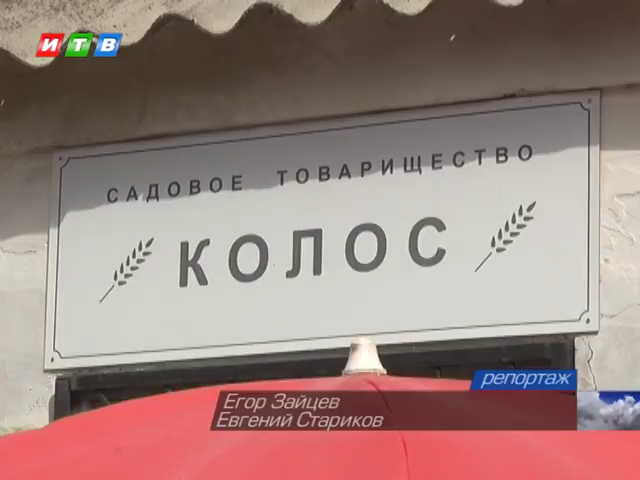 ИТВ
САДОВОЕ ТОВАРИЩЕСТВО
КОЛОС
репортаж
Егор Зайцев
Евгений Стариков